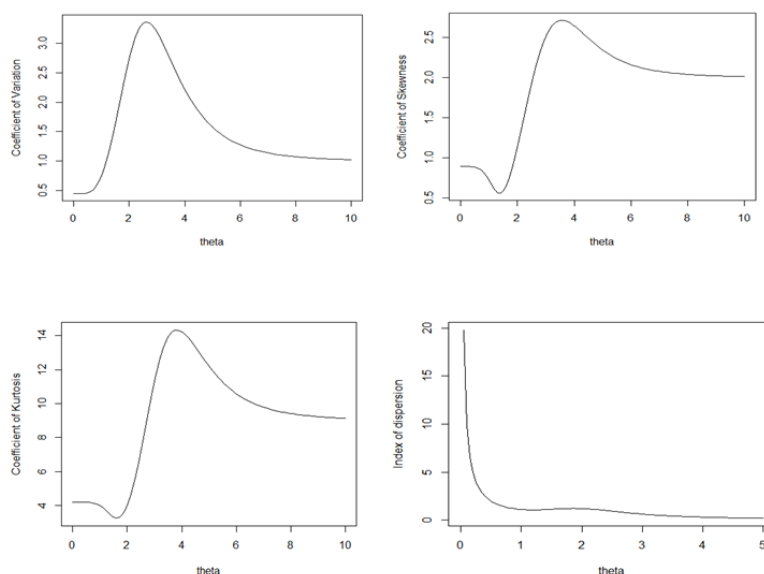 Coefficient of Variation
3.0
2.5
2.0
1.5
1.0
0.5
0 2 4 6 8 10
theta
Coefficient of Skewness
2.5
2.0
1.5
1.0
0.5
0 2 4 6 8 10
theta
Coefficient of Kurtosis
14
12
10
8
6
4
0 2 4 6 8 10
theta
Index of dispersion
20
15
10
5
0
0 1 2 3 4 5
theta